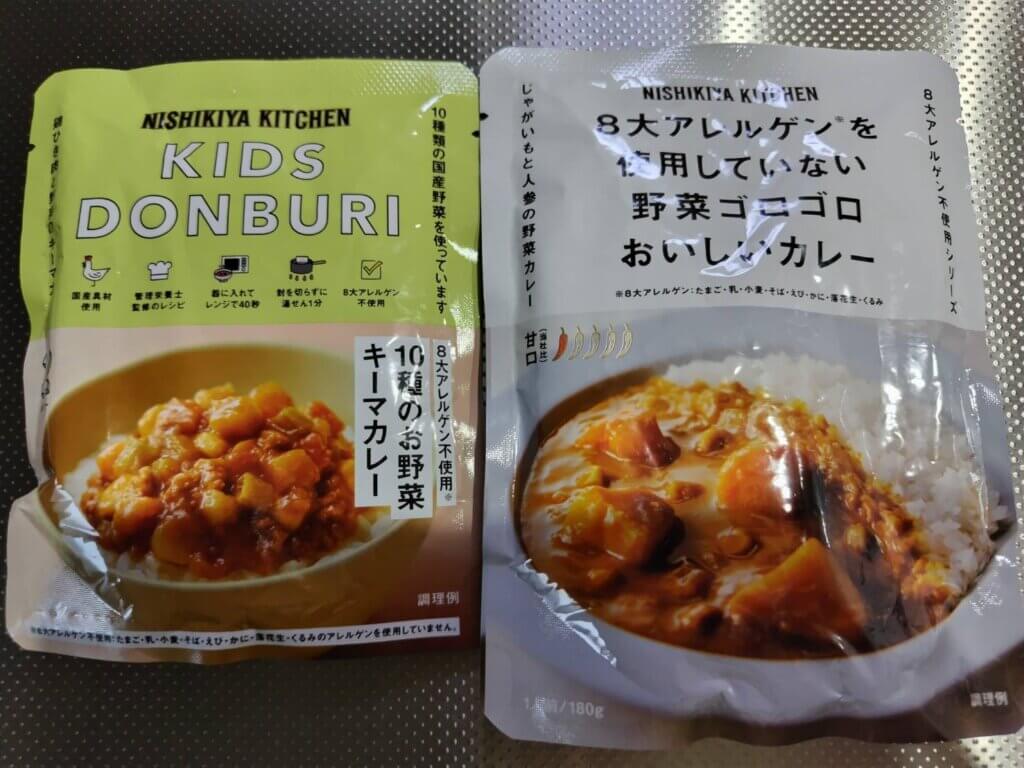 NISHIKIYA KITCHEN
KIDS
DONBURI
10種類の国産野菜を使っています
国産具材
使用
管理栄養士
監修のレシピ
器に入れて
レンジで40秒
封を切らずに
湯せん1分
8大アレルゲン
不使用
8大アレルゲン不使用※
10種のお野菜
キーマカレー
調理例
※8大アレルゲン不使用:たまご・乳・小麦・そば・えび・かに・落花生・くるみのアレルゲンを使用していません。
NISHIKIYA KITCHEN
8大アレルゲン※を
使用していない
野菜ゴロゴロ
おいしいカレー
※8大アレルゲン:たまご・乳・小麦・そば・えび・かに・落花生・くるみ
じゃがいもと人参の野菜カレー
8大アレルゲン不使用シリーズ
甘口
(当社比)
1人前/180g
調理例